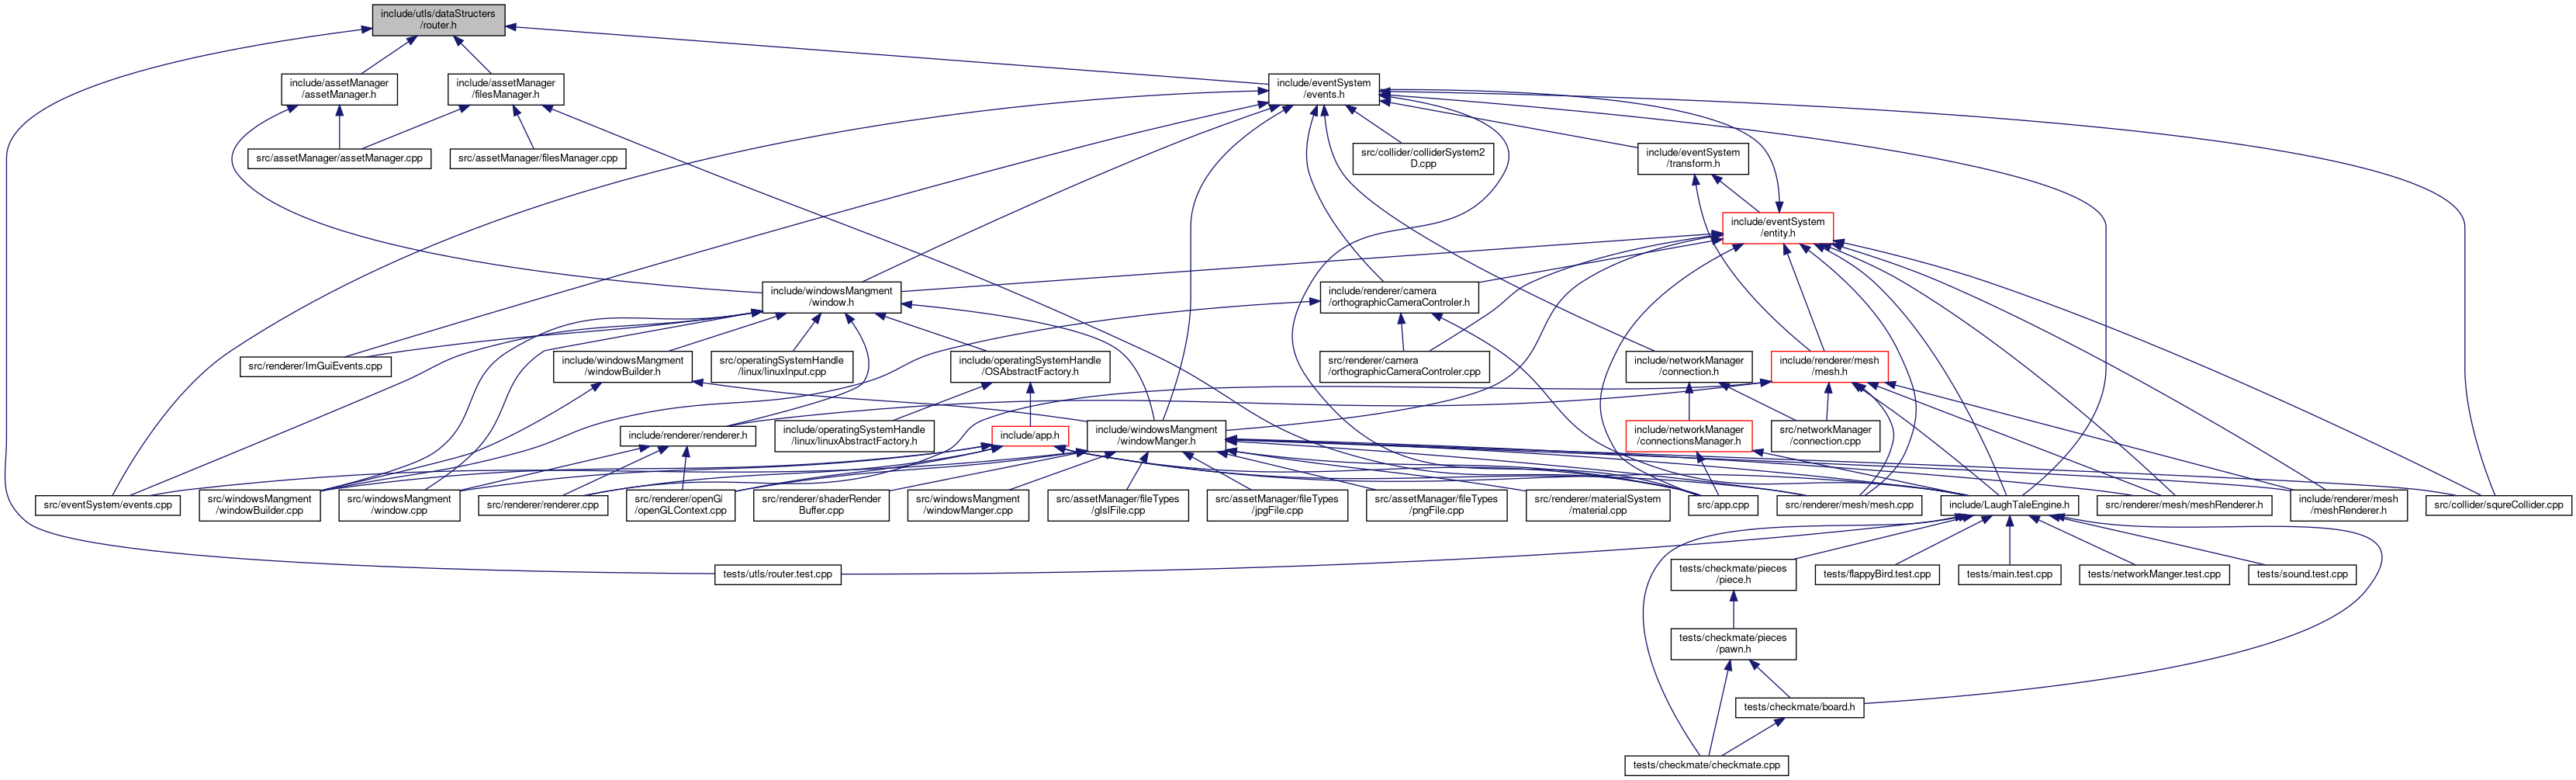 include/utls/dataStructers
/router.h
include/assetManager
/assetManager.h
include/assetManager
/filesManager.h
include/eventSystem
/events.h
src/assetManager/assetManager.cpp
src/assetManager/filesManager.cpp
src/collider/colliderSystem2
D.cpp
include/eventSystem
/transform.h
include/eventSystem
/entity.h
include/windowsMangment
/window.h
include/renderer/camera
/orthographicCameraControler.h
src/renderer/ImGuiEvents.cpp
include/windowsMangment
/windowBuilder.h
src/operatingSystemHandle
/linux/linuxInput.cpp
include/operatingSystemHandle
/OSAbstractFactory.h
src/renderer/camera
/orthographicCameraControler.cpp
include/networkManager
/connection.h
include/renderer/mesh
/mesh.h
include/renderer/renderer.h
include/operatingSystemHandle
/linux/linuxAbstractFactory.h
include/app.h
include/windowsMangment
/windowManger.h
include/networkManager
/connectionsManager.h
src/networkManager
/connection.cpp
src/eventSystem/events.cpp
src/windowsMangment
/windowBuilder.cpp
src/windowsMangment
/window.cpp
src/renderer/renderer.cpp
src/renderer/openGl
/openGLContext.cpp
src/renderer/shaderRender
Buffer.cpp
src/windowsMangment
/windowManger.cpp
src/assetManager/fileTypes
/glslFile.cpp
src/assetManager/fileTypes
/jpgFile.cpp
src/assetManager/fileTypes
/pngFile.cpp
src/renderer/materialSystem
/material.cpp
src/app.cpp
src/renderer/mesh/mesh.cpp
include/LaughTaleEngine.h
src/renderer/mesh/meshRenderer.h
include/renderer/mesh
/meshRenderer.h
src/collider/squreCollider.cpp
tests/utls/router.test.cpp
tests/checkmate/pieces
/piece.h
tests/flappyBird.test.cpp
tests/main.test.cpp
tests/networkManger.test.cpp
tests/sound.test.cpp
tests/checkmate/pieces
/pawn.h
tests/checkmate/board.h
tests/checkmate/checkmate.cpp